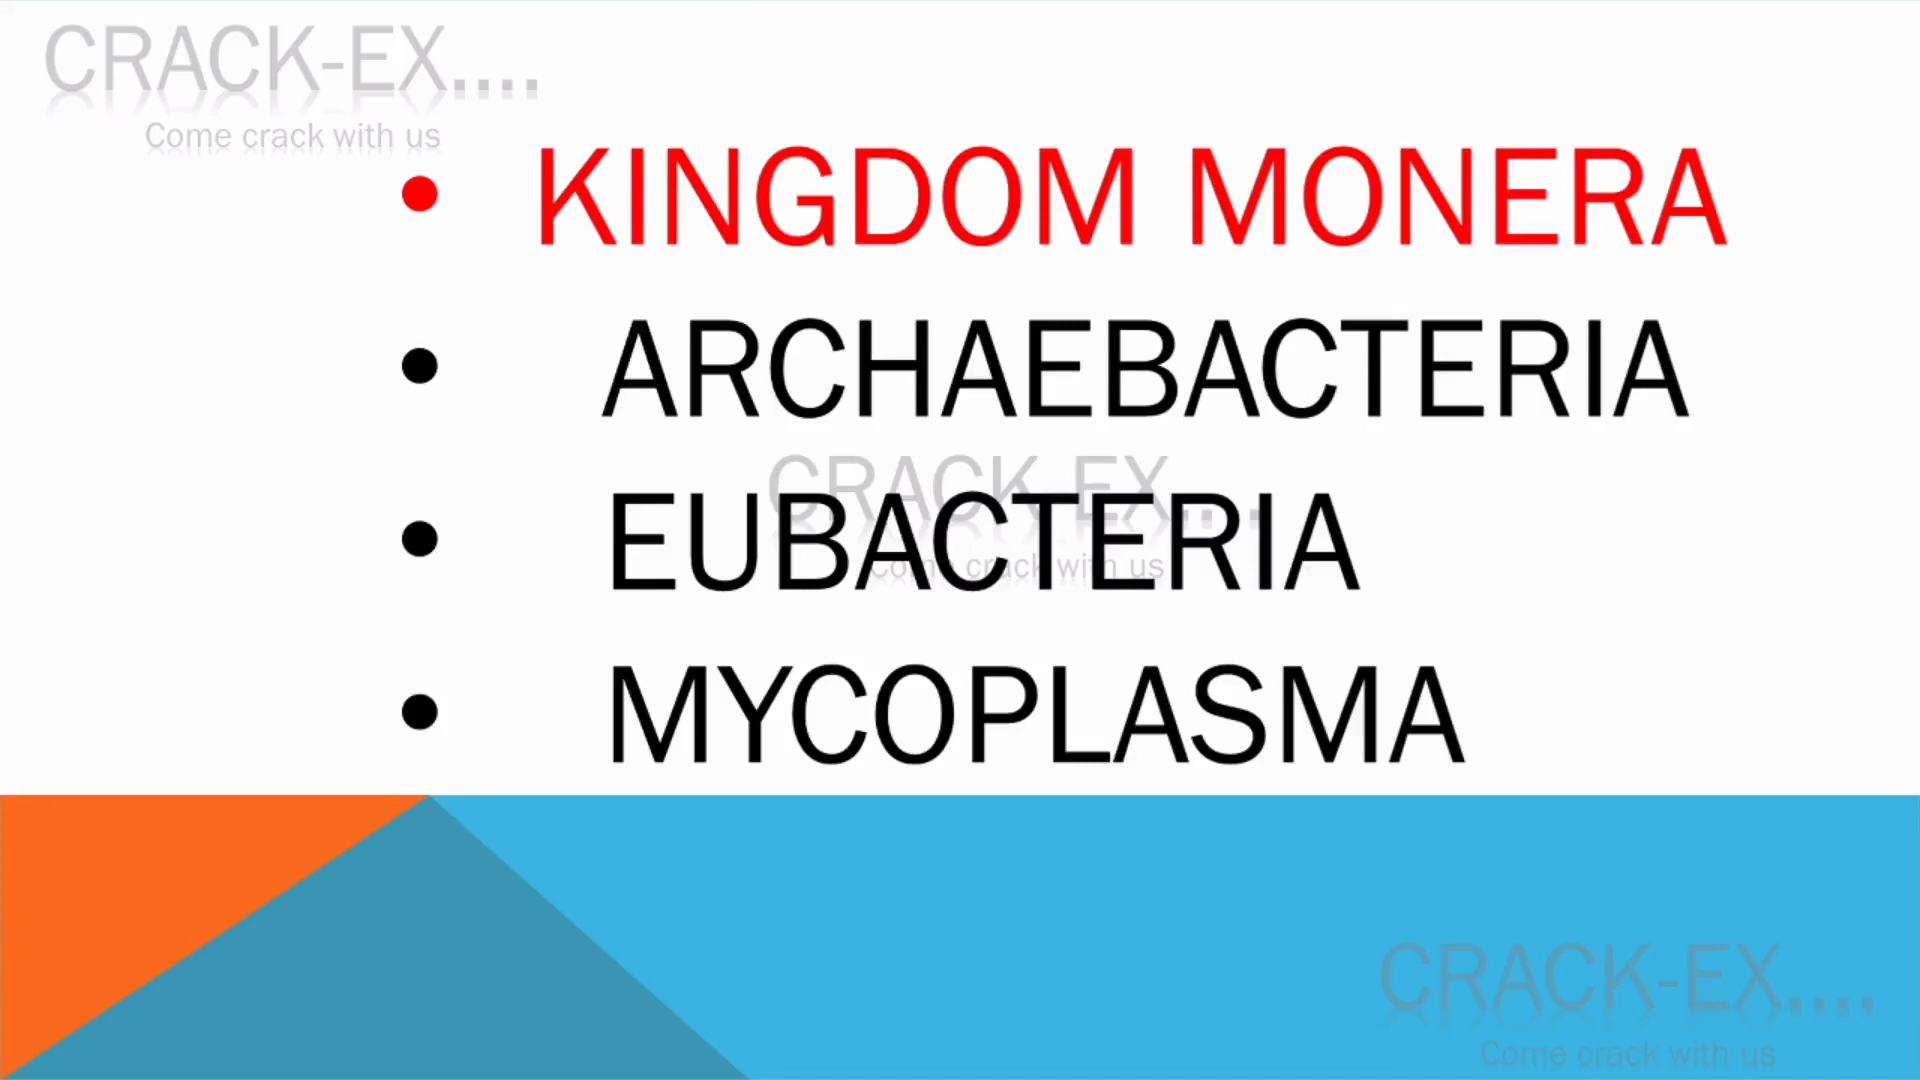 CRACK-EX....
Come crack with us
• KINGDOM MONERA
• ARCHAEBACTERIA
CRACK-EX....
• EUBACTERIA
Come crack with us
• MYCOPLASMA
CRACK-EX....
Come crack with us